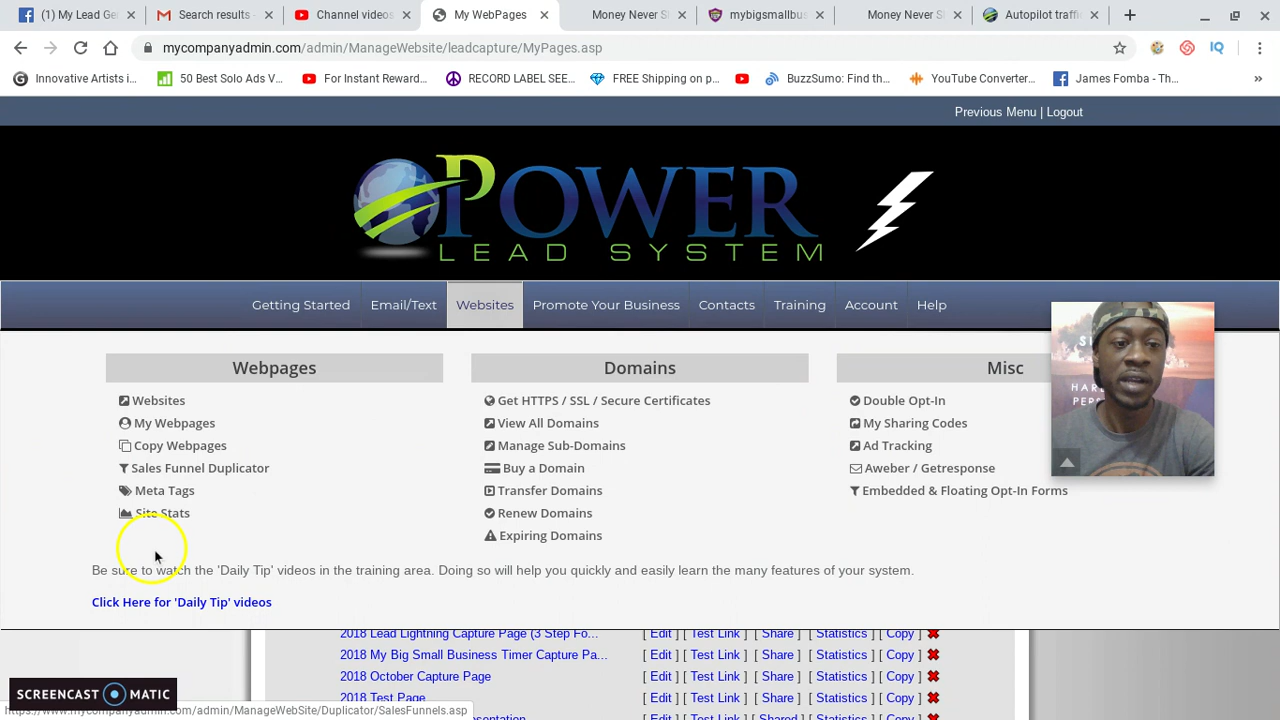 (1) My Lead Ge
Search results -
Channel videos
My WebPages
Money Never S
mybigsmallbus
Money Never S
Autopilot traffi
mycompanyadmin.com/admin/ManageWebsite/leadcapture/MyPages.asp
Innovative Artists i...
50 Best Solo Ads V...
For Instant Reward...
RECORD LABEL SEE...
FREE Shipping on p...
BuzzSumo: Find th...
YouTube Converter...
James Fomba - Th...
Previous Menu | Logout
POWER
LEAD SYSTEM
Getting Started Email/Text Websites Promote Your Business Contacts Training Account Help
Webpages
Websites
My Webpages
Copy Webpages
Sales Funnel Duplicator
Meta Tags
Site Stats
Domains
Get HTTPS / SSL / Secure Certificates
View All Domains
Manage Sub-Domains
Buy a Domain
Transfer Domains
Renew Domains
Expiring Domains
Misc
Double Opt-In
My Sharing Codes
Ad Tracking
Aweber / Getresponse
Embedded & Floating Opt-In Forms
Be sure to watch the 'Daily Tip' videos in the training area. Doing so will help you quickly and easily learn the many features of your system.
Click Here for 'Daily Tip' videos
2018 Lead Lightning Capture Page (3 Step Fo... [ Edit ] [ Test Link ] [ Share ] [ Statistics ] [ Copy ]
2018 My Big Small Business Timer Capture Pa... [ Edit ] [ Test Link ] [ Share ] [ Statistics ] [ Copy ]
2018 October Capture Page [ Edit ] [ Test Link ] [ Share ] [ Statistics ] [ Copy ]
2018 Test Page [ Edit ] [ Test Link ] [ Share ] [ Statistics ] [ Copy ]
SCREENCAST MATIC
https://www.mycompanyadmin.com/admin/ManageWebSite/Duplicator/SalesFunnels.asp